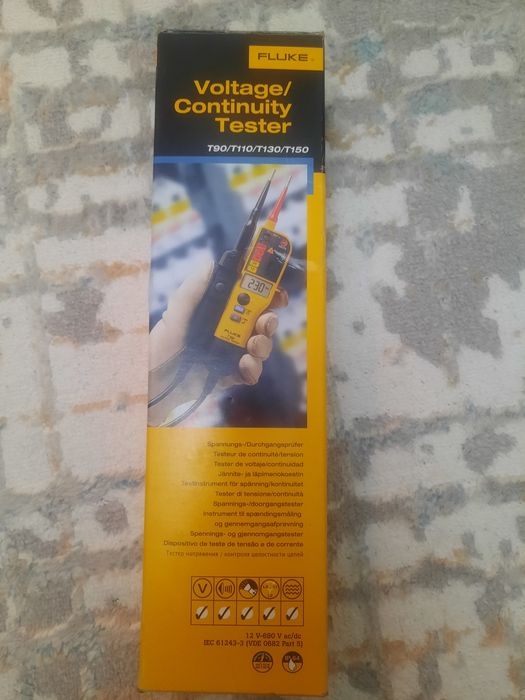 FLUKE
Voltage/
Continuity
Tester
T90/T110/T130/T150
230
FLUKE
Spannungs-/Durchgangsprüfer
Testeur de continuité/tension
Tester de voltaje/continuidad
Jännite- ja läpimenokoestin
Testinstrument för spänning/kontinuitet
Tester di tensione/continuità
Spannings-/doorgangstester
Instrument til spændingsmåling
og gennemgangsafprøvning
Spennings- og gjennomgangstester
Dispositivo de teste de tensão e de corrente
Тестер напряжения / контроля целостности цепей
V
12 V-690 V ac/dc
IEC 61243-3 (VDE 0682 Part 5)